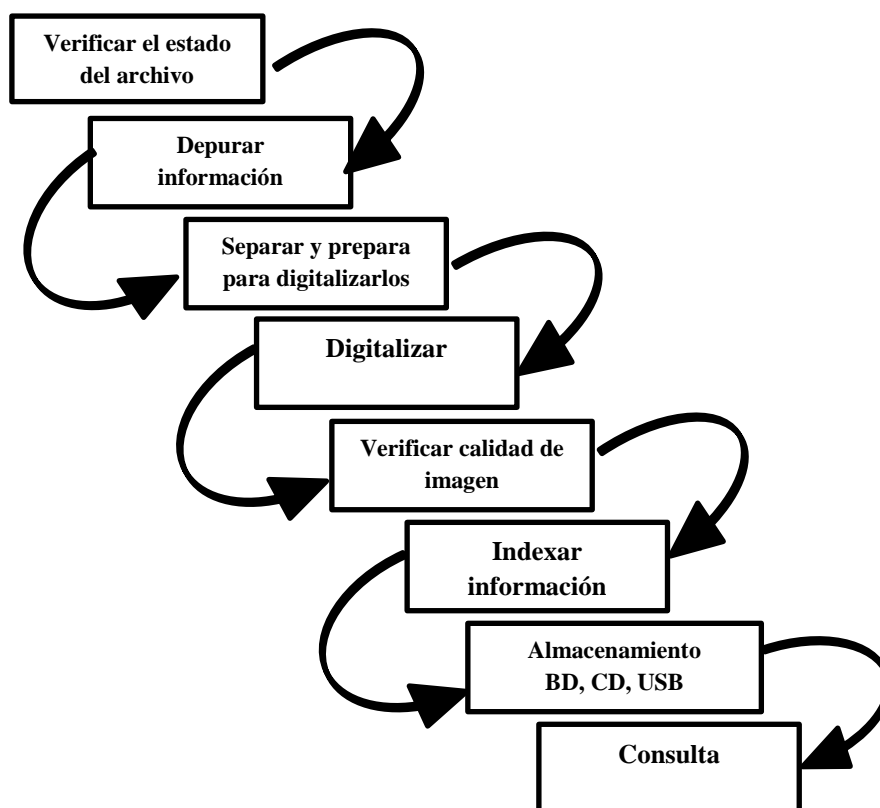 Verificar el estado
del archivo
Depurar
información
Separar y prepara
para digitalizarlos
Digitalizar
Verificar calidad de
imagen
Indexar
información
Almacenamiento
BD, CD, USB
Consulta